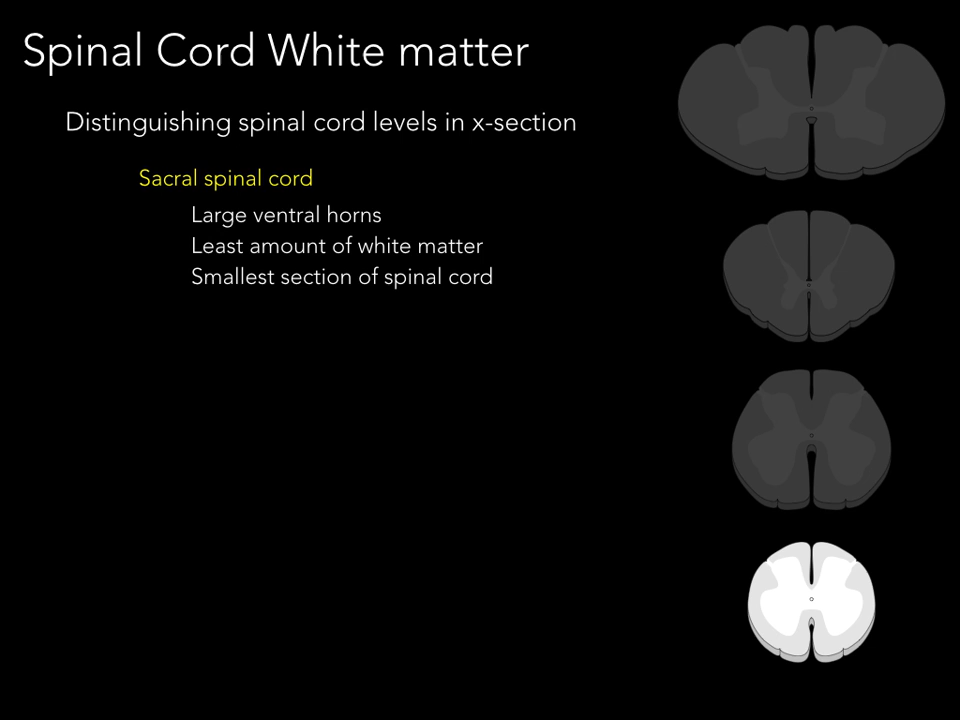 Spinal Cord White matter
Distinguishing spinal cord levels in x-section
Sacral spinal cord
Large ventral horns
Least amount of white matter
Smallest section of spinal cord